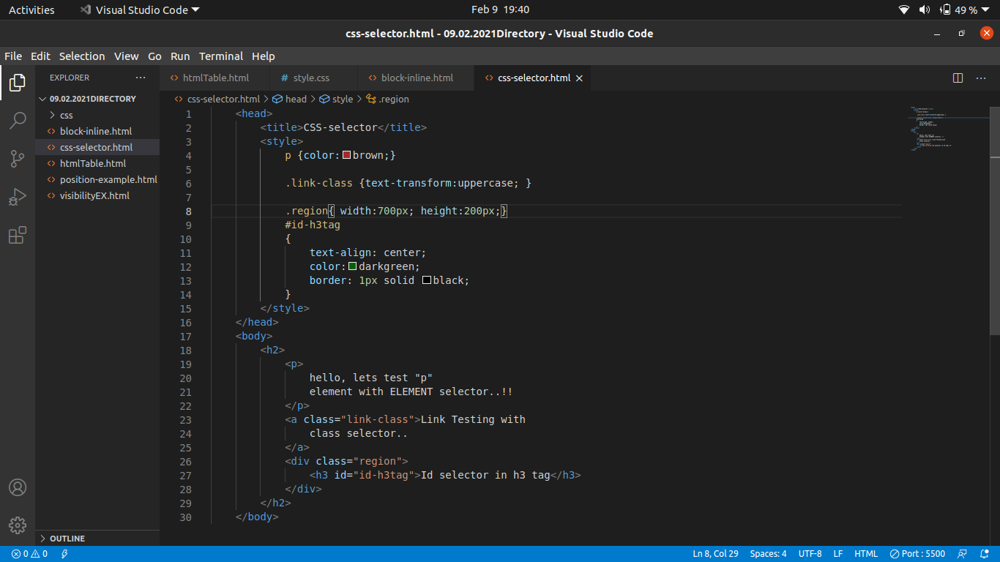 Activities Visual Studio Code Feb 9 19:40 49 %
css-selector.html - 09.02.2021Directory - Visual Studio Code
File Edit Selection View Go Run Terminal Help
EXPLORER ... htmlTable.html # style.css block-inline.html css-selector.html
09.02.2021DIRECTORY
css
block-inline.html
css-selector.html
htmlTable.html
position-example.html
visibilityEX.html
OUTLINE
css-selector.html > head > style > .region
1 <head>
2 <title>CSS-selector</title>
3 <style>
4 p {color:brown;}
5
6 .link-class {text-transform:uppercase; }
7
8 .region{ width:700px; height:200px;}
9 #id-h3tag
10 {
11 text-align: center;
12 color:darkgreen;
13 border: 1px solid black;
14 }
15 </style>
16 </head>
17 <body>
18 <h2>
19 <p>
20 hello, lets test "p"
21 element with ELEMENT selector..!!
22 </p>
23 <a class="link-class">Link Testing with
24 class selector..
25 </a>
26 <div class="region">
27 <h3 id="id-h3tag">Id selector in h3 tag</h3>
28 </div>
29 </h2>
30 </body>
0 0 Ln 8, Col 29 Spaces: 4 UTF-8 LF HTML Port : 5500